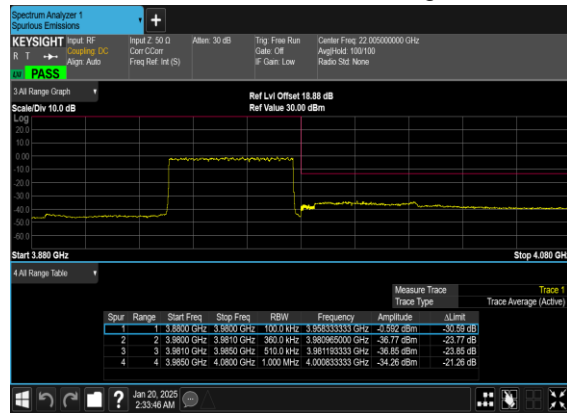 Spectrum Analyzer 1
Spurious Emissions
KEYSIGHT Input: RF Input Z: 50 Ω Atten: 30 dB Trig: Free Run Center Freq: 22.005000000 GHz
R T Coupling: DC Corr CCorr Gate: Off Avg|Hold: 100/100
Align: Auto Freq Ref: Int (S) IF Gain: Low Radio Std: None
LW PASS
3 All Range Graph
Ref Lvl Offset 18.88 dB
Scale/Div 10.0 dB Ref Value 30.00 dBm
Log
20.0
10.0
0.00
-10.0
-20.0
-30.0
-40.0
-50.0
-60.0
Start 3.880 GHz Stop 4.080 GH
4 All Range Table
Measure Trace Trace 1
Trace Type Trace Average (Active)
Spur Range Start Freq Stop Freq RBW Frequency Amplitude ΔLimit
1 1 3.8800 GHz 3.9800 GHz 100.0 kHz 3.958333333 GHz -0.592 dBm -30.59 dB
2 2 3.9800 GHz 3.9810 GHz 360.0 kHz 3.980965000 GHz -36.77 dBm -23.77 dB
3 3 3.9810 GHz 3.9850 GHz 510.0 kHz 3.981193333 GHz -36.85 dBm -23.85 dB
4 4 3.9850 GHz 4.0800 GHz 1.000 MHz 4.000833333 GHz -34.26 dBm -21.26 dB
? Jan 20, 2025
2:33:46 AM